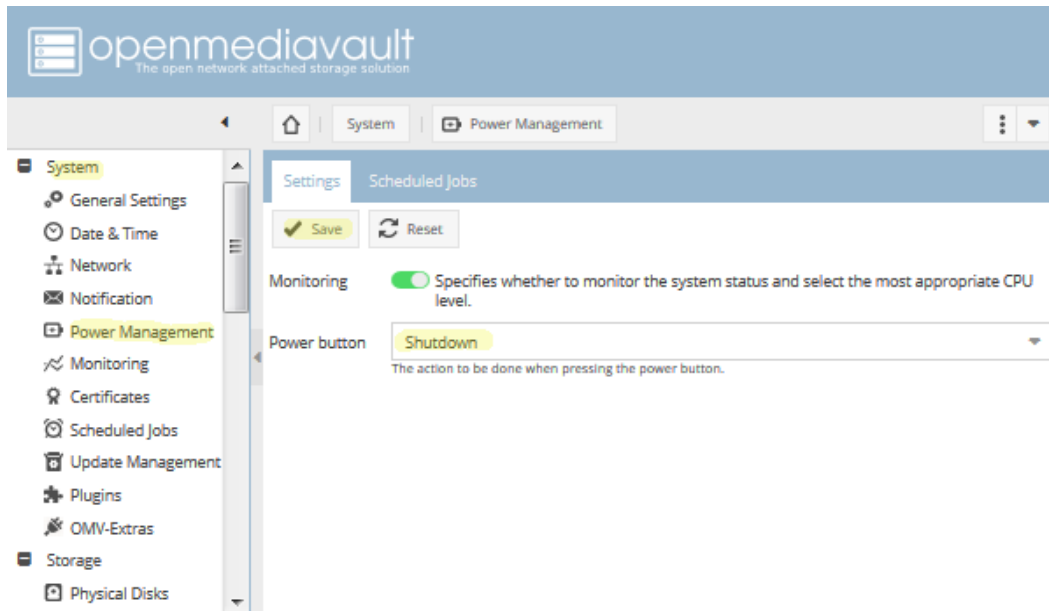 openmediavault
The open network attached storage solution
System
Power Management
System
General Settings
Date & Time
Network
Notification
Power Management
Monitoring
Certificates
Scheduled Jobs
Update Management
Plugins
OMV-Extras
Storage
Physical Disks
Settings
Scheduled Jobs
Save
Reset
Monitoring
Specifies whether to monitor the system status and select the most appropriate CPU
level.
Power button
Shutdown
The action to be done when pressing the power button.